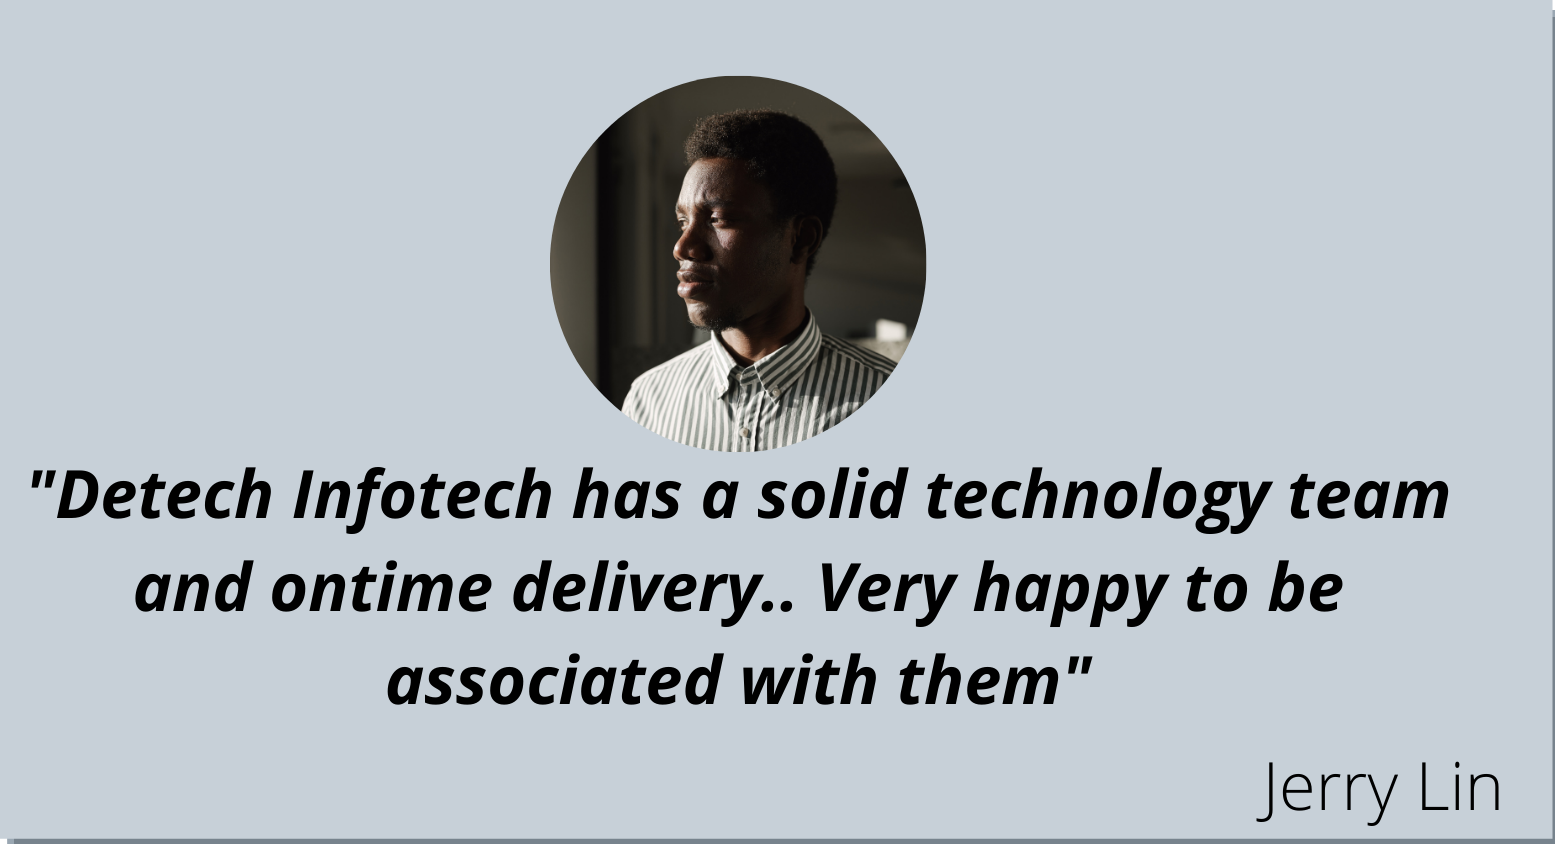 "Detech Infotech has a solid technology team
and ontime delivery.. Very happy to be
associated with them"
Jerry Lin